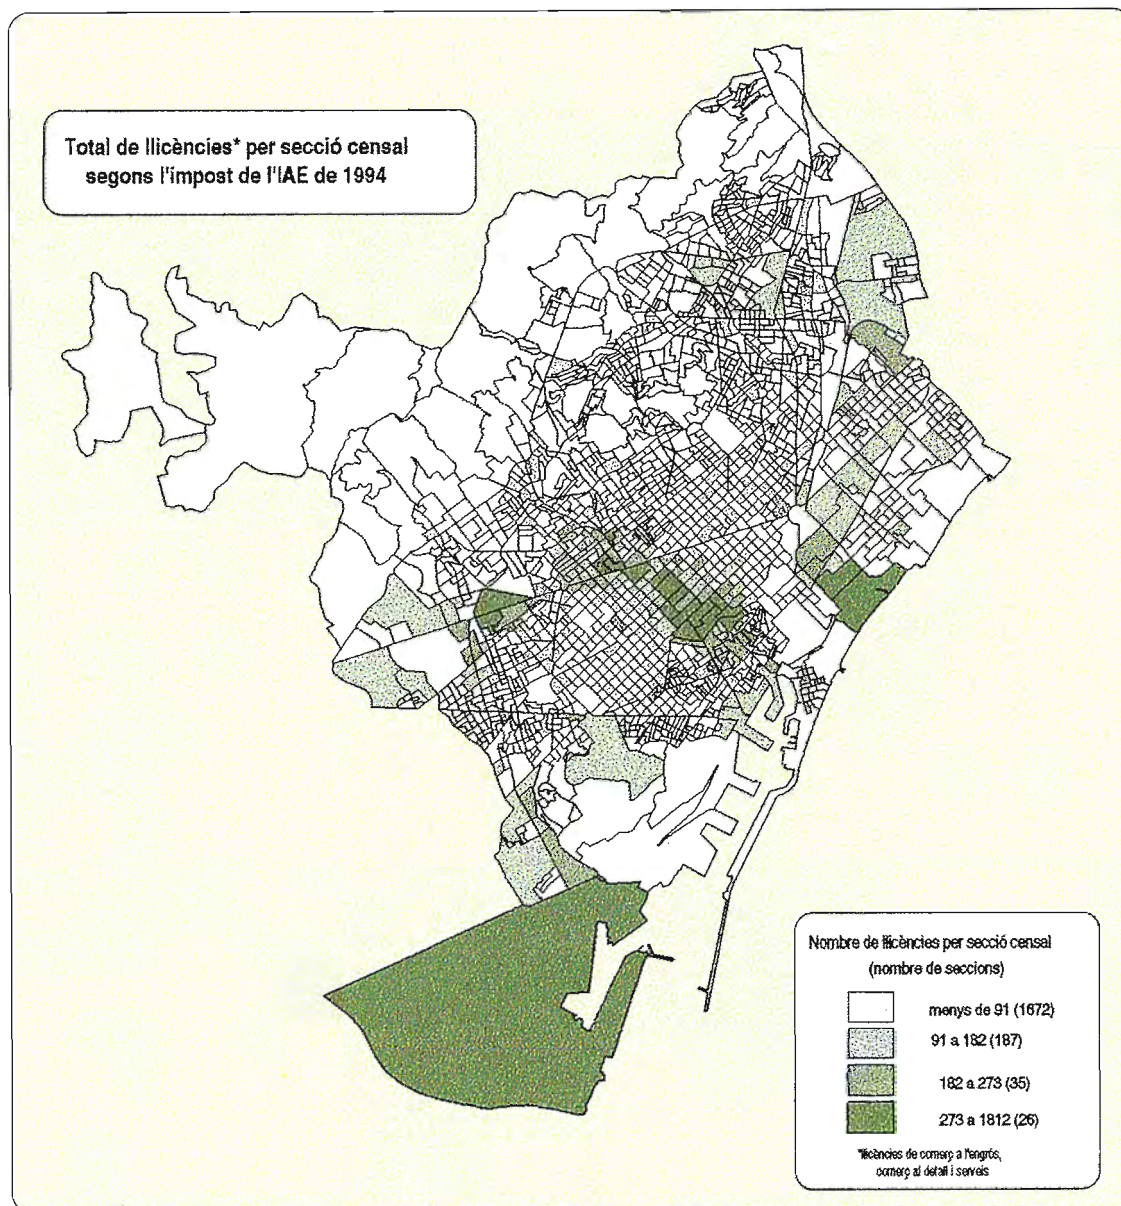 Total de llicències* per secció censal
segons l'impost de l'IAE de 1994
Nombre de llicències per secció censal
(nombre de seccions)
menys de 91 (1672)
91 a 182 (187)
182 a 273 (35)
273 a 1812 (26)
*llicències de comerç a l'engròs,
comerç al detall i serveis